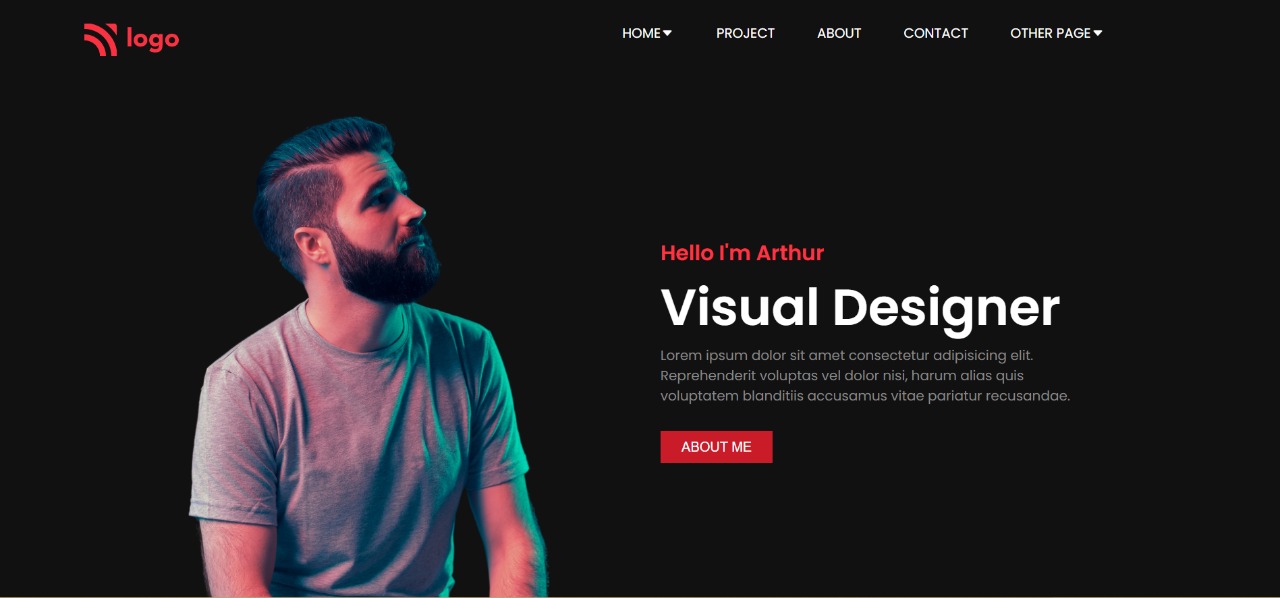 logo
HOME
PROJECT
ABOUT
CONTACT
OTHER PAGE
Hello I'm Arthur
Visual Designer
Lorem ipsum dolor sit amet consectetur adipisicing elit.
Reprehenderit voluptas vel dolor nisi, harum alias quis
voluptatem blanditiis accusamus vitae pariatur recusandae.
ABOUT ME